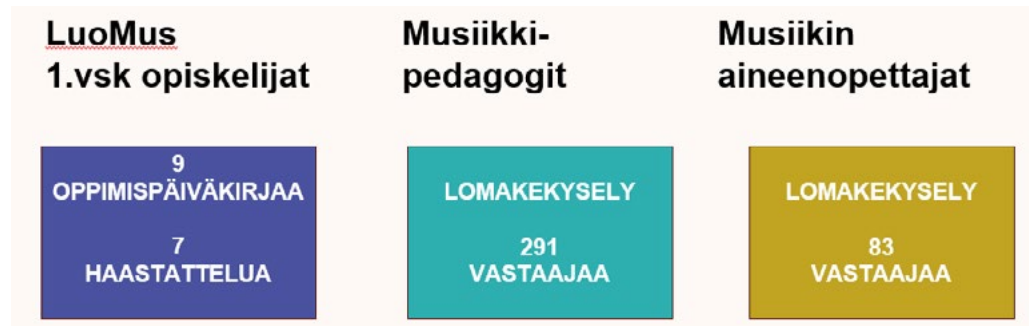 LuoMus
1.vsk opiskelijat
Musiikki-
pedagogit
Musiikin
aineenopettajat
9
OPPIMISPÄIVÄKIRJAA
7
HAASTATTELUA
LOMAKEKYSELY
291
VASTAAJAA
LOMAKEKYSELY
83
VASTAAJAA